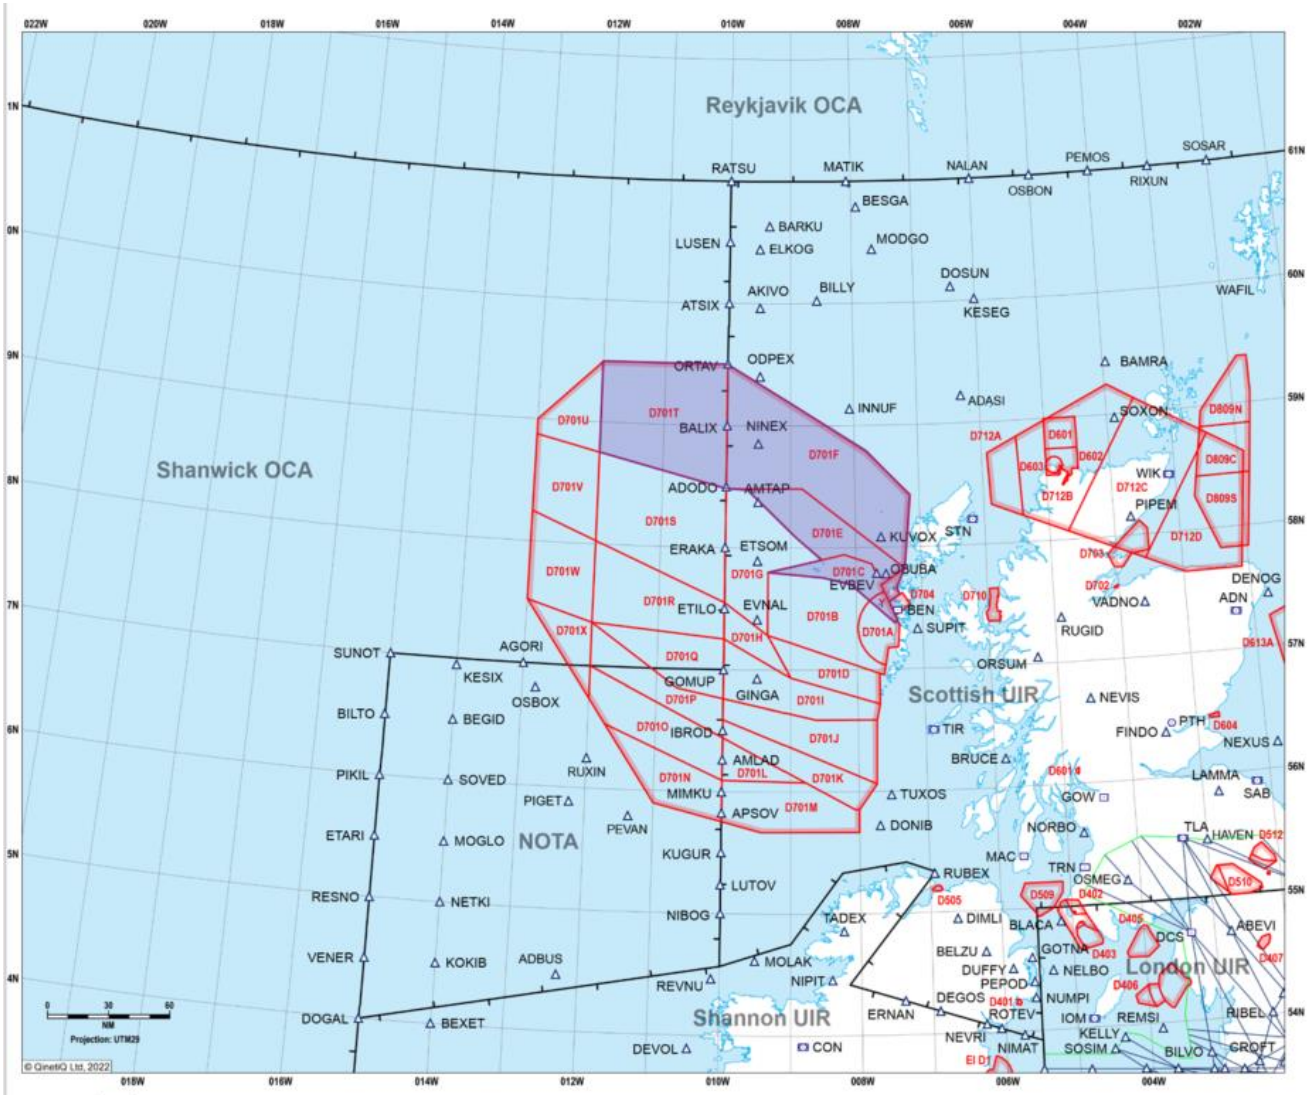 022W 020W 018W 016W 014W 012W 010W 008W 006W 004W 002W
Reykjavik OCA
1N
SOSAR
61N
PEMOS
NALAN
RATSU MATIK
OSBON
RIXUN
BESGA
BARKU
0N
LUSEN
ELKOG
MODGO
DOSUN
60N
AKIVO
BILLY
WAFIL
ATSIX
KESEG
9N
ORTAV
ODPEX
BAMRA
INNUF
ADASI
59N
D701U
D701T
SOXON
D809N
BALIX
NINEX
D712A
D601
D701F
D602
D809C
Shanwick OCA
D603
WIK
8N
D701V
ADODO
AMTAP
D712B
D712C
D809S
PIPEM
D701S
STN
58N
D701E
KUVOX
D712D
ERAKA
ETSOM
D703
D701W
D701G
D701C
OBUBA
DENOG
EVBEV
D702
D704
D710
VADNO
ADN
7N
D701R
ETILO
EVNAL
D701B
BEN
RUGID
D701X
D701A
SUPIT
D701H
D613A
57N
SUNOT
AGORI
D701Q
ORSUM
KESIX
GOMUP
D701D
GINGA
Scottish UIR
OSBOX
D701P
D701I
NEVIS
BILTO
BEGID
PTH
D604
6N
D701O
IBROD
D701J
TIR
FINDO
NEXUS
RUXIN
AMLAD
BRUCE
PIKIL
SOVED
D701N
D701L
D701K
D601
LAMMA
56N
MIMKU
SAB
PIGET
D701M
TUXOS
GOW
PEVAN
APSOV
DONIB
NORBO
ETARI
MOGLO
NOTA
TLA
HAVEN
D512
5N
KUGUR
MAC
TRN
RUBEX
OSMEG
D510
RESNO
NETKI
LUTOV
D505
D509
D402
55N
NIBOG
TADEX
DIMLI
BLACA
D405
ABEVI
DCS
VENER
KOKIB
ADBUS
MOLAK
BELZU
GOTNA
D403
D407
DUFFY
NELBO
London UIR
4N
REVNU
NIPIT
PEPOD
D406
DEGOS
D401
NUMPI
DOGAL
BEXET
Shannon UIR
ERNAN
ROTEV
IOM
REMSI
RIBEL
54N
NEVRI
KELLY
DEVOL
CON
NIMAT
SOSIM
BILVO
CROFT
EI D1
0 30 60
NM
Projection: UTM29
© QinetiQ Ltd, 2022
018W 016W 014W 012W 010W 008W 006W 004W